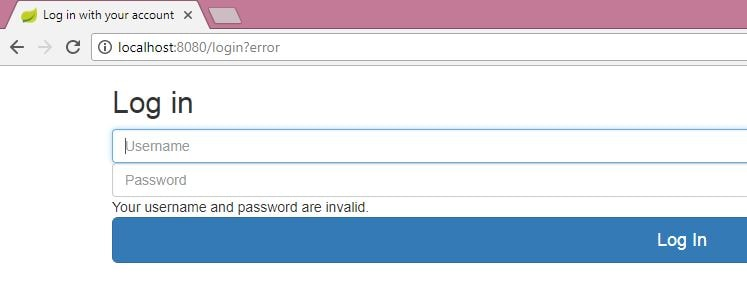 Log in with your account
localhost:8080/login?error
Log in
Username
Password
Your username and password are invalid.
Log In